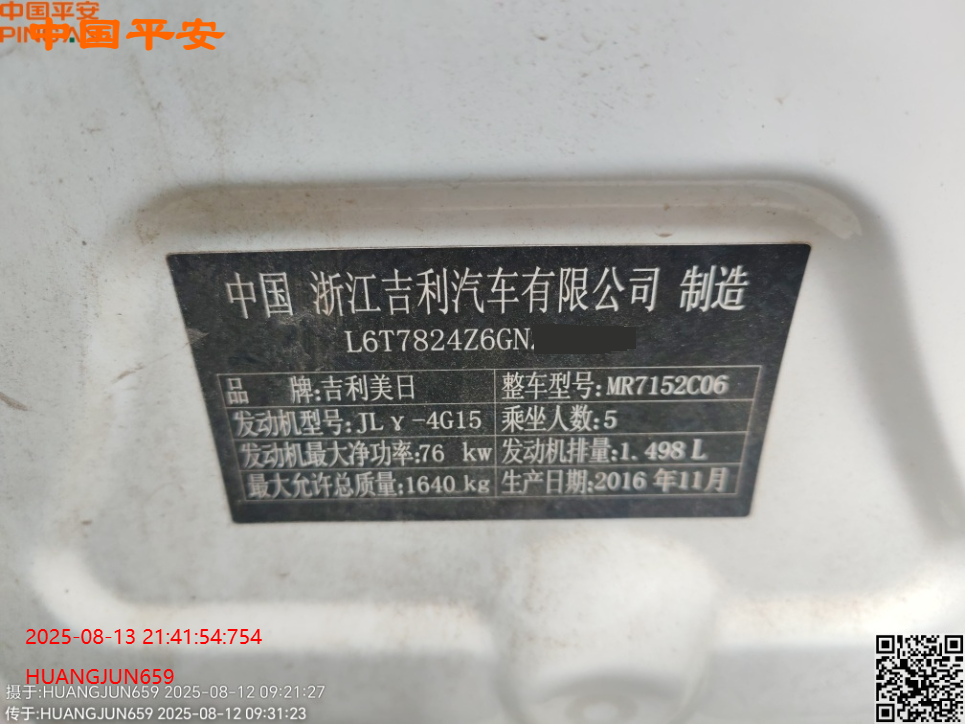 中国平安
中国平安
中国 浙江吉利汽车有限公司 制造
L6T7824Z6GN
品 牌:吉利美日 整车型号:MR7152C06
发动机型号:JLγ-4G15 乘坐人数:5
发动机最大净功率:76 kw 发动机排量:1.498 L
最大允许总质量:1640 kg 生产日期:2016 年11月
2025-08-13 21:41:54:754
HUANGJUN659
摄于:HUANGJUN659 2025-08-12 09:21:27
传于:HUANGJUN659 2025-08-12 09:31:23